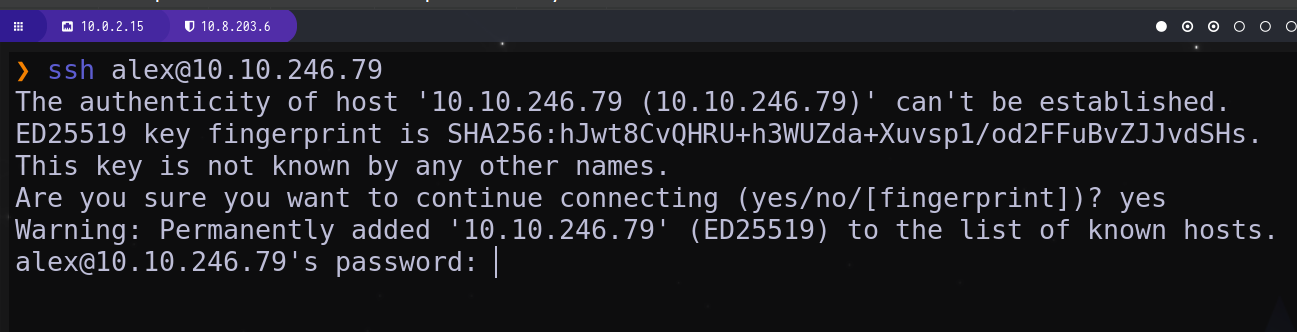 10.0.2.15 10.8.203.6
❯ ssh alex@10.10.246.79
The authenticity of host '10.10.246.79 (10.10.246.79)' can't be established.
ED25519 key fingerprint is SHA256:hJwt8CvQHRU+h3WUZda+Xuvsp1/od2FFuBvZJJvdSHs.
This key is not known by any other names.
Are you sure you want to continue connecting (yes/no/[fingerprint])? yes
Warning: Permanently added '10.10.246.79' (ED25519) to the list of known hosts.
alex@10.10.246.79's password: